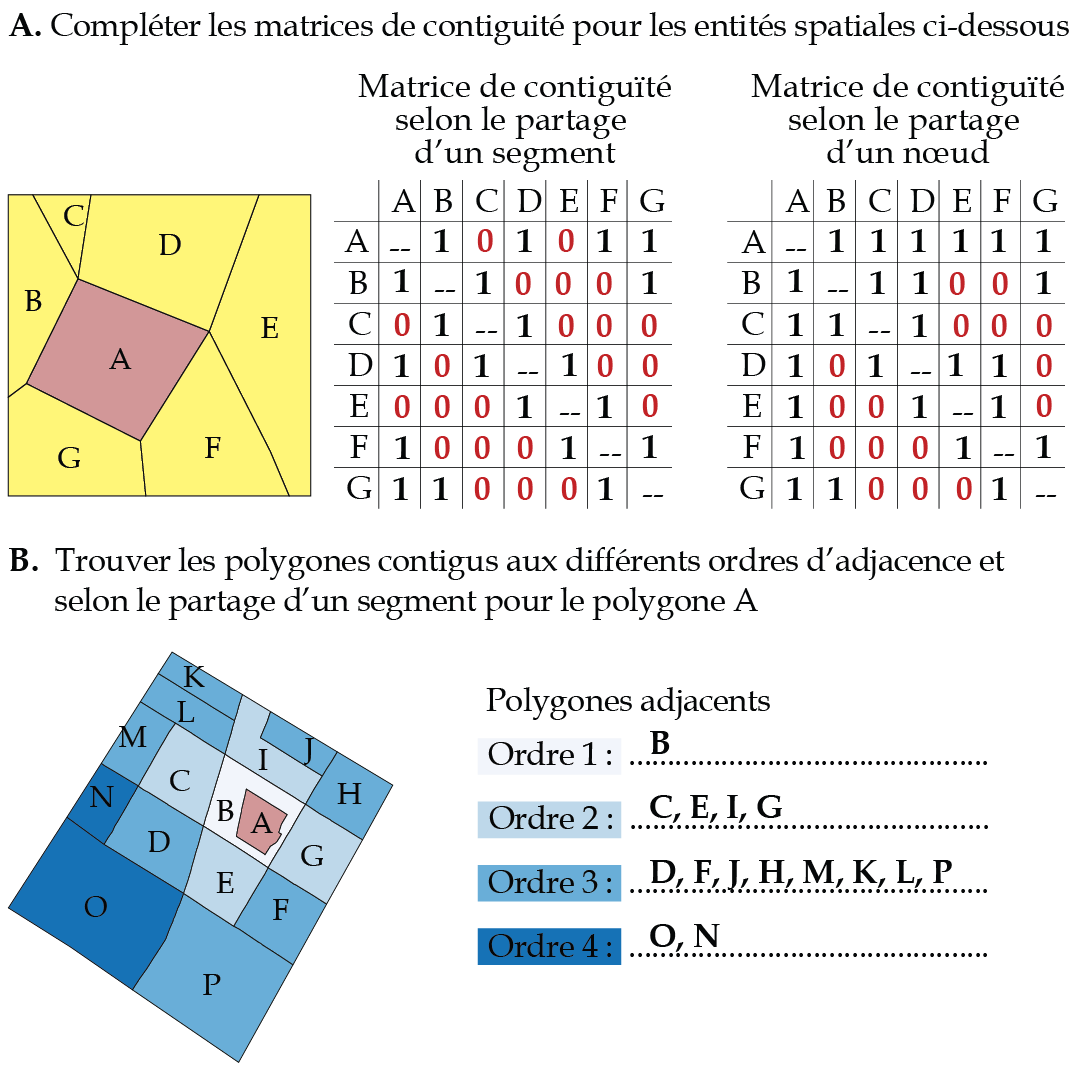 A. Compléter les matrices de contiguité pour les entités spatiales ci-dessous
Matrice de contiguïté
selon le partage
d'un segment
Matrice de contiguïté
selon le partage
d'un nœud
C
D
B
E
A
F
G
A B C D E F G
A -- 1 0 1 0 1 1
B 1 -- 1 0 0 0 1
C 0 1 -- 1 0 0 0
D 1 0 1 -- 1 0 0
E 0 0 0 1 -- 1 0
F 1 0 0 0 1 -- 1
G 1 1 0 0 0 1 --
A B C D E F G
A -- 1 1 1 1 1 1
B 1 -- 1 1 0 0 1
C 1 1 -- 1 0 0 0
D 1 0 1 -- 1 1 0
E 1 0 0 1 -- 1 0
F 1 0 0 0 1 -- 1
G 1 1 0 0 0 1 --
B. Trouver les polygones contigus aux différents ordres d'adjacence et
selon le partage d'un segment pour le polygone A
K
L
M
J
I
C
H
N
B
A
D
G
E
O
F
P
Polygones adjacents
Ordre 1 : B
Ordre 2 : C, E, I, G
Ordre 3 : D, F, J, H, M, K, L, P
Ordre 4 : O, N